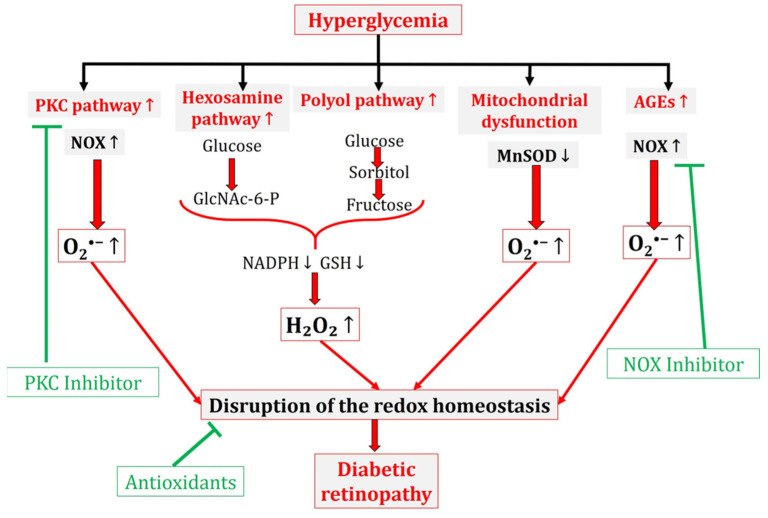 Hyperglycemia
PKC pathway ↑
Hexosamine
pathway ↑
Polyol pathway ↑
Mitochondrial
dysfunction
AGEs ↑
NOX ↑
Glucose
GlcNAc-6-P
Glucose
Sorbitol
Fructose
MnSOD ↓
NOX ↑
O₂•− ↑
NADPH ↓ GSH ↓
H₂O₂ ↑
O₂•− ↑
O₂•− ↑
PKC Inhibitor
NOX Inhibitor
Disruption of the redox homeostasis
Antioxidants
Diabetic
retinopathy